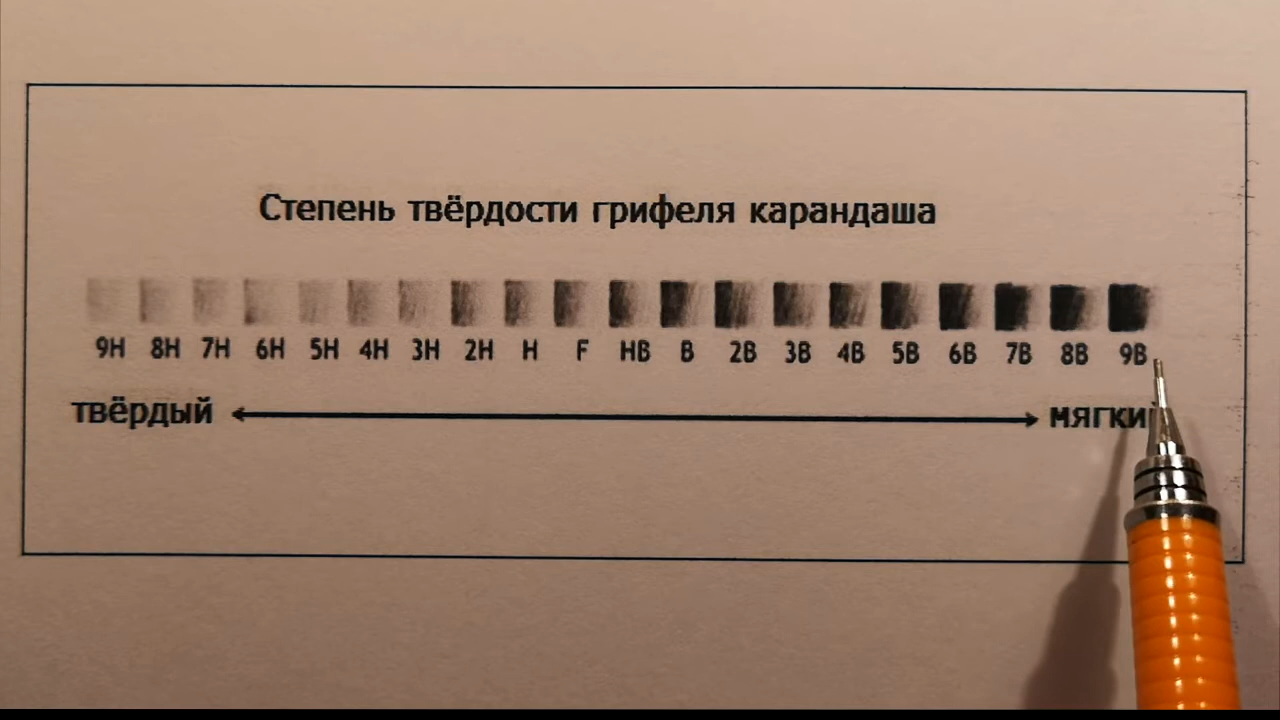 Степень твёрдости грифеля карандаша
9H 8H 7H 6H 5H 4H 3H 2H H F HB B 2B 3B 4B 5B 6B 7B 8B 9B
твёрдый мягкий